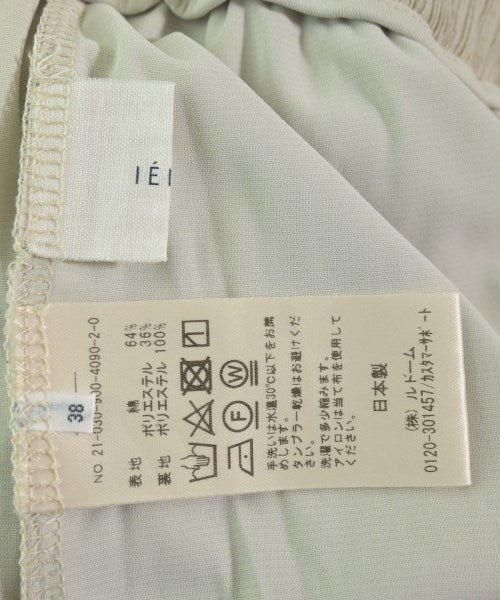 IÉ
38
NO. 21-030-900-4090-2-0
表地 綿 64%
ポリエステル 36%
裏地 ポリエステル 100%
手洗いは水温30℃以下をお薦
めします。
タンブラー乾燥はお避けくだ
さい。
洗濯で多少縮みます。
アイロンは当て布を使用して
ください。
日本製
(株) ルドーム
0120-301457/カスタマーサポート